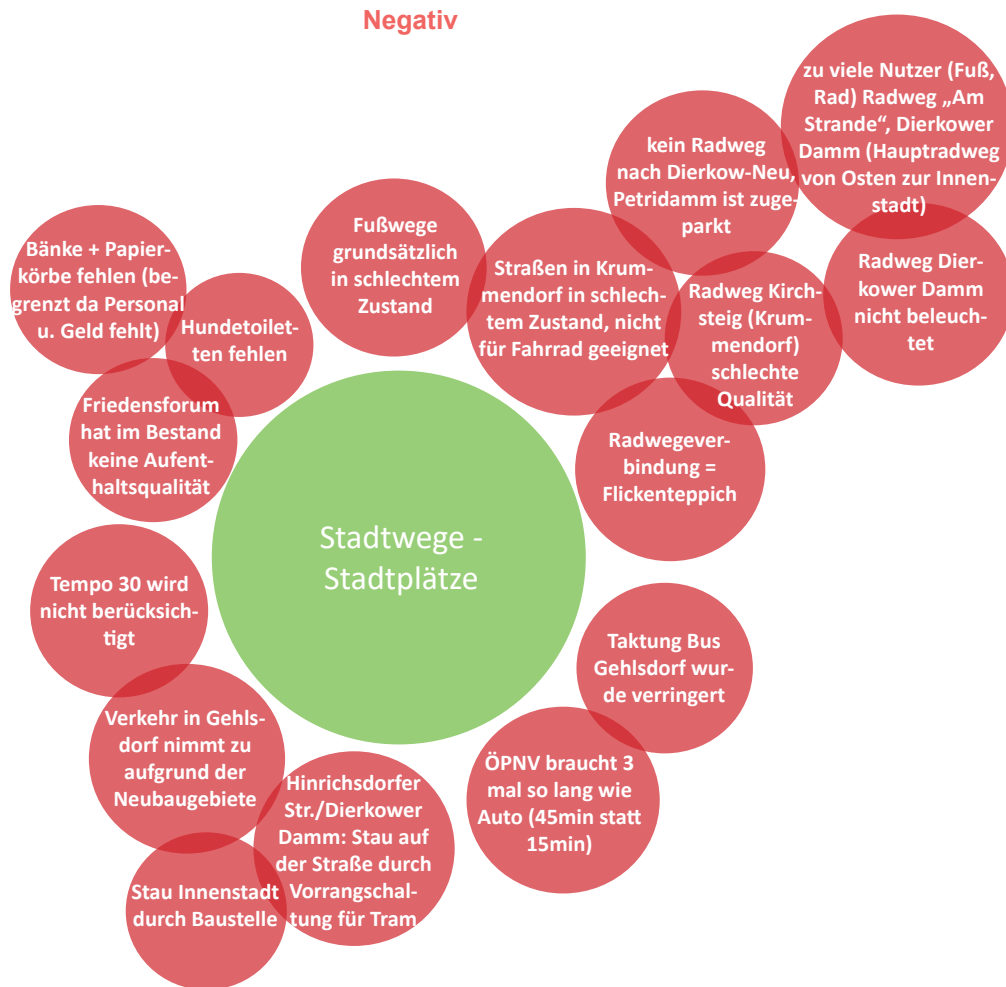 Negativ
zu viele Nutzer (Fuß,
Rad) Radweg „Am
Strande“, Dierkower
Damm (Hauptradweg
von Osten zur Innen-
stadt)
kein Radweg
nach Dierkow-Neu,
Petridamm ist zuge-
parkt
Fußwege
grundsätzlich
in schlechtem
Zustand
Bänke + Papier-
körbe fehlen (be-
grenzt da Personal
u. Geld fehlt)
Straßen in Krum-
mendorf in schlech-
tem Zustand, nicht
für Fahrrad geeignet
Radweg Kirch-
steig (Krum-
mendorf)
schlechte
Qualität
Radweg Dier-
kower Damm
nicht beleuch-
tet
Hundetoilet-
ten fehlen
Friedensforum
hat im Bestand
keine Aufent-
haltsqualität
Radwegever-
bindung =
Flickenteppich
Stadtwege -
Stadtplätze
Tempo 30 wird
nicht berücksich-
tigt
Taktung Bus
Gehlsdorf wur-
de verringert
Verkehr in Gehls-
dorf nimmt zu
aufgrund der
Neubaugebiete
ÖPNV braucht 3
mal so lang wie
Auto (45min statt
15min)
Hinrichsdorfer
Str./Dierkower
Damm: Stau auf
der Straße durch
Vorrangschal-
tung für Tram
Stau Innenstadt
durch Baustelle